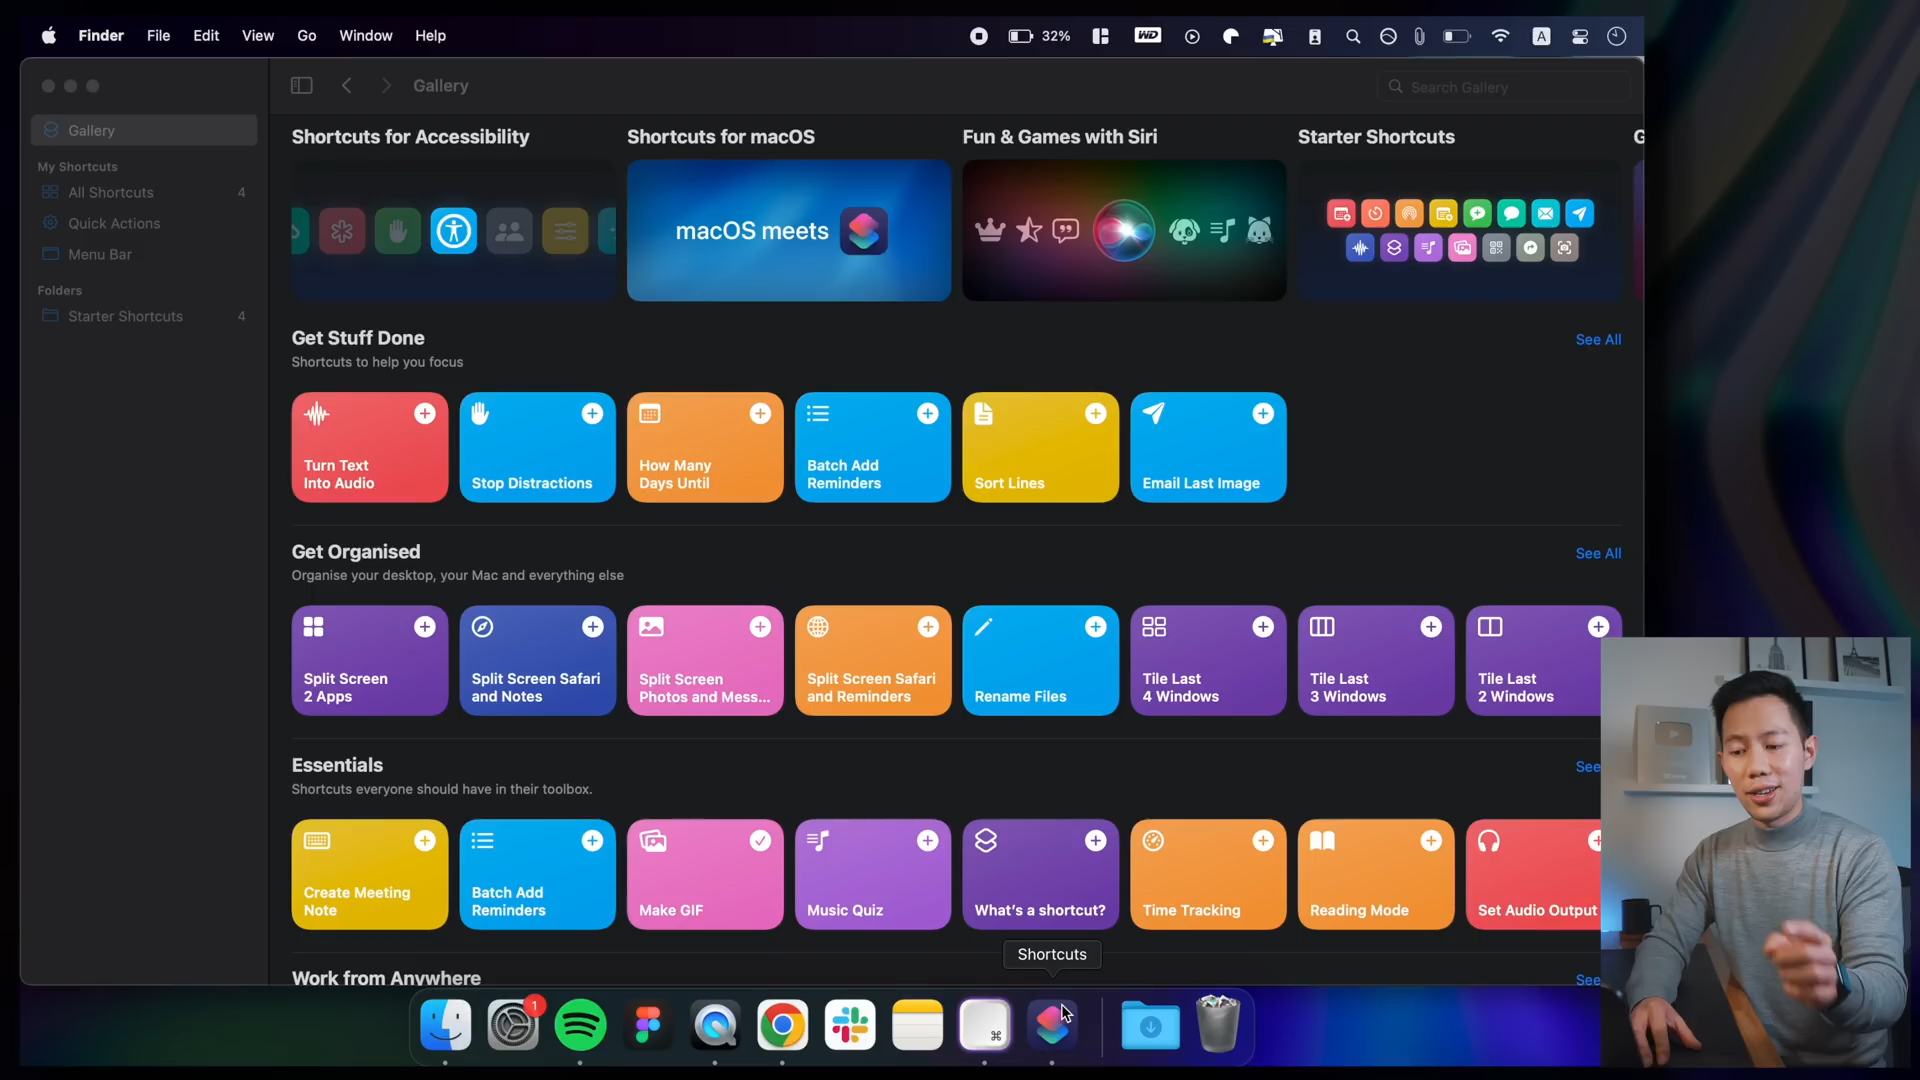 Finder File Edit View Go Window Help
32%
WD
A
Gallery
Search Gallery
Gallery
My Shortcuts
All Shortcuts 4
Quick Actions
Menu Bar
Folders
Starter Shortcuts 4
Shortcuts for Accessibility
Shortcuts for macOS
Fun & Games with Siri
Starter Shortcuts
G
macOS meets
Get Stuff Done
See All
Shortcuts to help you focus
Turn Text
Into Audio
Stop Distractions
How Many
Days Until
Batch Add
Reminders
Sort Lines
Email Last Image
Get Organised
See All
Organise your desktop, your Mac and everything else
Split Screen
2 Apps
Split Screen Safari
and Notes
Split Screen
Photos and Mess...
Split Screen Safari
and Reminders
Rename Files
Tile Last
4 Windows
Tile Last
3 Windows
Tile Last
2 Windows
Essentials
See
Shortcuts everyone should have in their toolbox.
Create Meeting
Note
Batch Add
Reminders
Make GIF
Music Quiz
What's a shortcut?
Time Tracking
Reading Mode
Set Audio Output
Shortcuts
Work from Anywhere
See
1
⌘